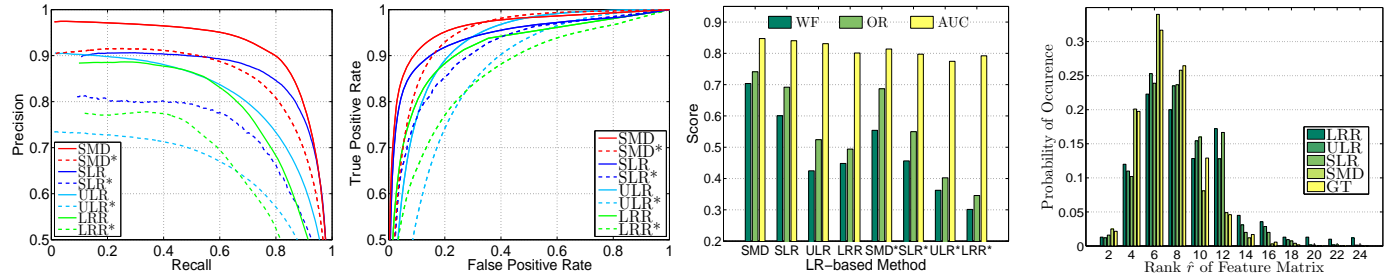 Precision
1
0.9
0.8
0.7
0.6
0.5
SMD
SMD*
SLR
SLR*
ULR
ULR*
LRR
LRR*
0 0.2 0.4 0.6 0.8 1
Recall
True Positive Rate
1
0.9
0.8
0.7
0.6
0.5
SMD
SMD*
SLR
SLR*
ULR
ULR*
LRR
LRR*
0 0.2 0.4 0.6 0.8 1
False Positive Rate
Score
0.9
0.8
0.7
0.6
0.5
0.4
0.3
0.2
WF OR AUC
SMD SLR ULR LRR SMD* SLR* ULR* LRR*
LR-based Method
Probability of Occurrence
0.3
0.25
0.2
0.15
0.1
0.05
0
LRR
ULR
SLR
SMD
GT
2 4 6 8 10 12 14 16 18 20 22 24
Rank r̂ of Feature Matrix